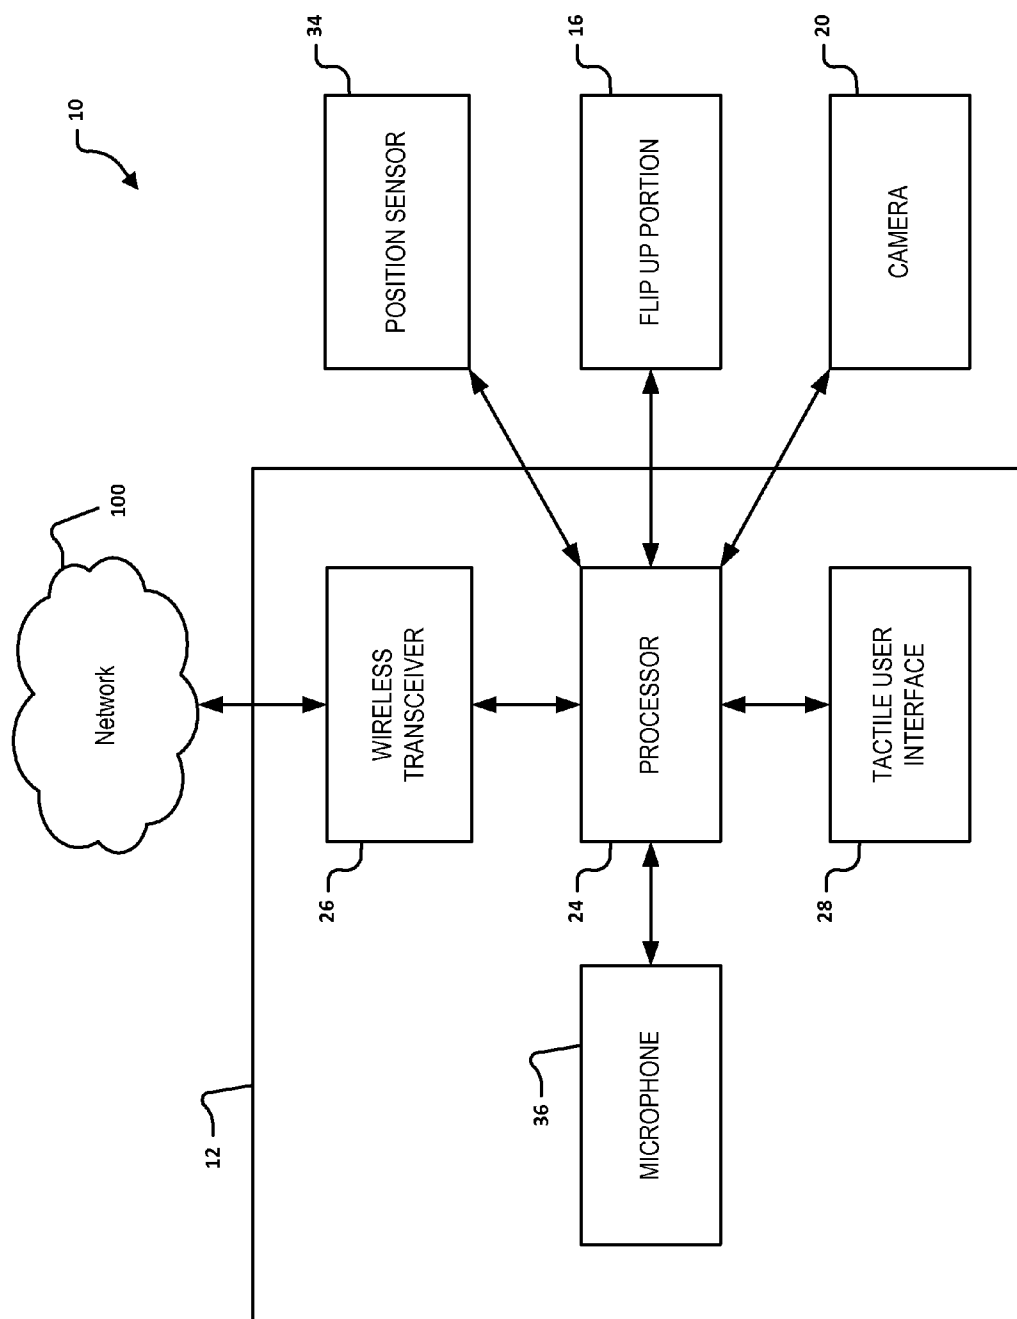 10
Network
100
12
26
WIRELESS
TRANSCEIVER
34
POSITION SENSOR
36
MICROPHONE
24
PROCESSOR
16
FLIP UP PORTION
28
TACTILE USER
INTERFACE
20
CAMERA